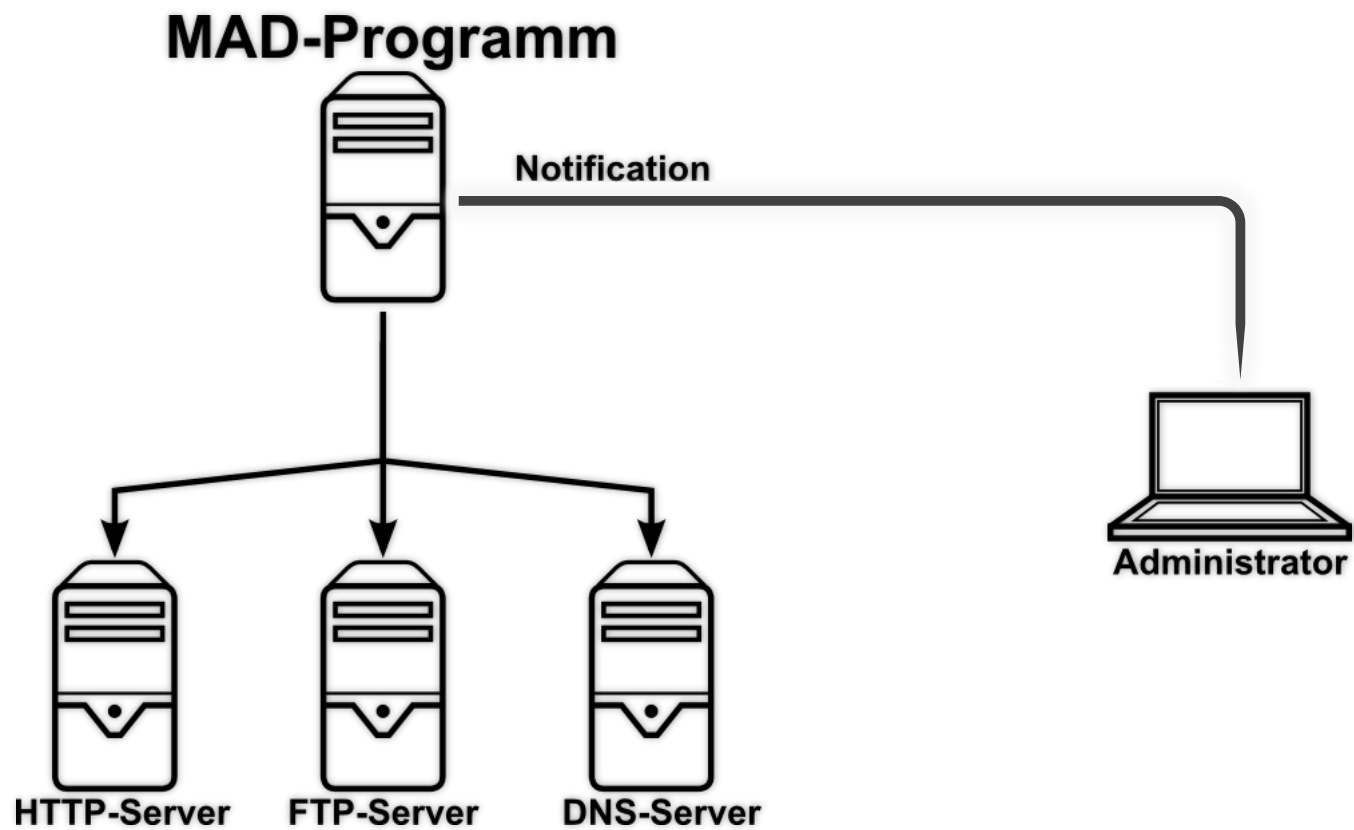 MAD-Programm
Notification
Administrator
HTTP-Server
FTP-Server
DNS-Server